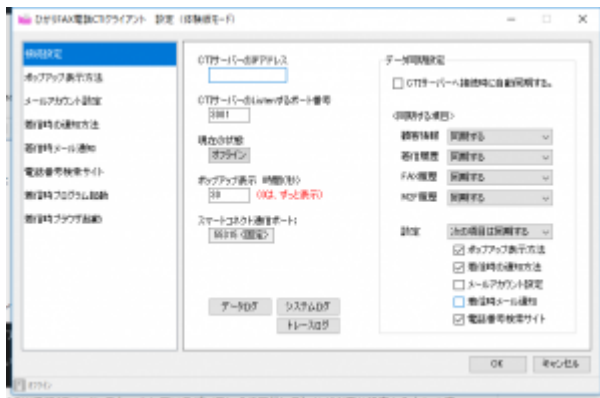 ひかりFAX電話CTIクライアント 設定 (体験版モード)
接続設定
ポップアップ表示方法
メールアカウント設定
着信時の通知方法
着信時メール通知
電話番号検索サイト
着信時プログラム起動
着信時ブラウザ起動
CTIサーバーのIPアドレス
CTIサーバーのListenするポート番号
現在の状態
オフライン
ポップアップ表示 時間(秒)
30 (0は、ずっと表示)
スマートコネクト通信ポート:
データログ システムログ
トレースログ
データ同期設定
CTIサーバーへ接続時に自動同期する。
<同期する項目>
顧客情報 同期する
着信履歴 同期する
FAX履歴 同期する
同期する
設定 次の項目は同期する
ポップアップ表示方法
着信時の通知方法
メールアカウント設定
着信時メール通知
電話番号検索サイト
OK キャンセル
オフライン